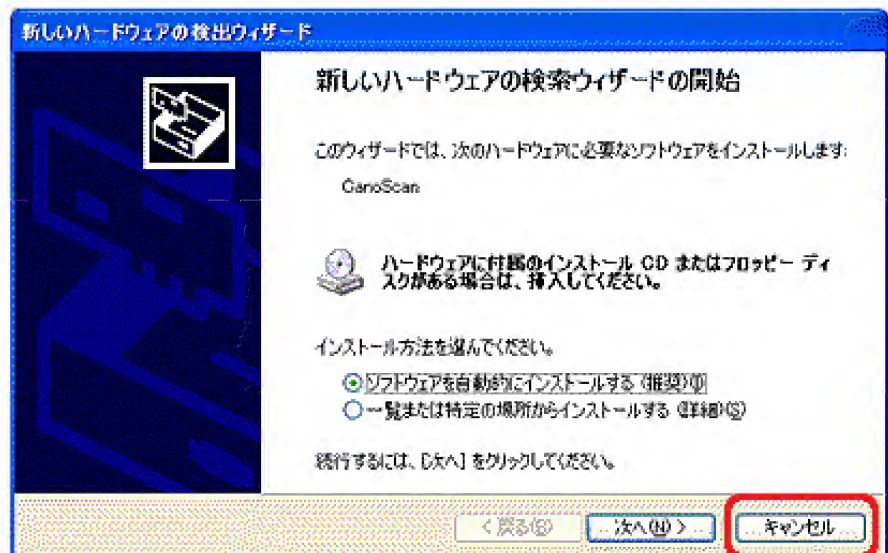 新しいハードウェアの検出ウィザード
新しいハードウェアの検索ウィザードの開始
このウィザードでは、次のハードウェアに必要なソフトウェアをインストールします:
CanoScan
ハードウェアに付属のインストール CD またはフロッピー ディ
スクがある場合は、挿入してください。
インストール方法を選んでください。
ソフトウェアを自動的にインストールする (推奨)(I)
一覧または特定の場所からインストールする (詳細)(S)
続行するには、[次へ] をクリックしてください。
< 戻る(B) 次へ(N) > キャンセル